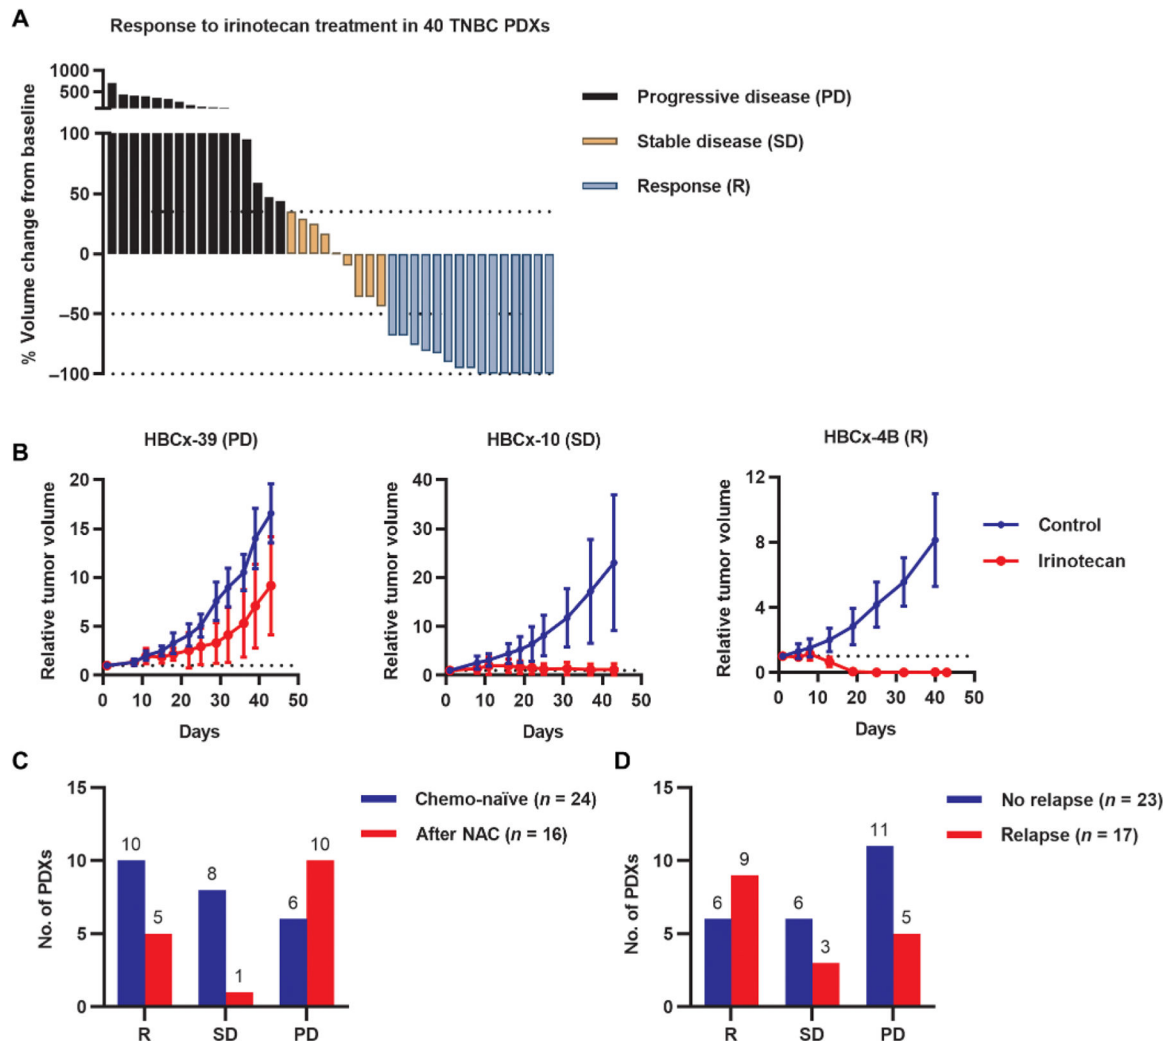 A
Response to irinotecan treatment in 40 TNBC PDXs
% Volume change from baseline
1000
500
100
50
0
–50
–100
Progressive disease (PD)
Stable disease (SD)
Response (R)
B
HBCx-39 (PD)
Relative tumor volume
20
15
10
5
0
0 10 20 30 40 50
Days
HBCx-10 (SD)
Relative tumor volume
40
30
20
10
0
0 10 20 30 40 50
Days
HBCx-4B (R)
Relative tumor volume
12
8
4
0
0 10 20 30 40 50
Days
Control
Irinotecan
C
No. of PDXs
15
10
5
0
10 5 8 1 6 10
R SD PD
Chemo-naïve (n = 24)
After NAC (n = 16)
D
No. of PDXs
15
10
5
0
6 9 6 3 11 5
R SD PD
No relapse (n = 23)
Relapse (n = 17)